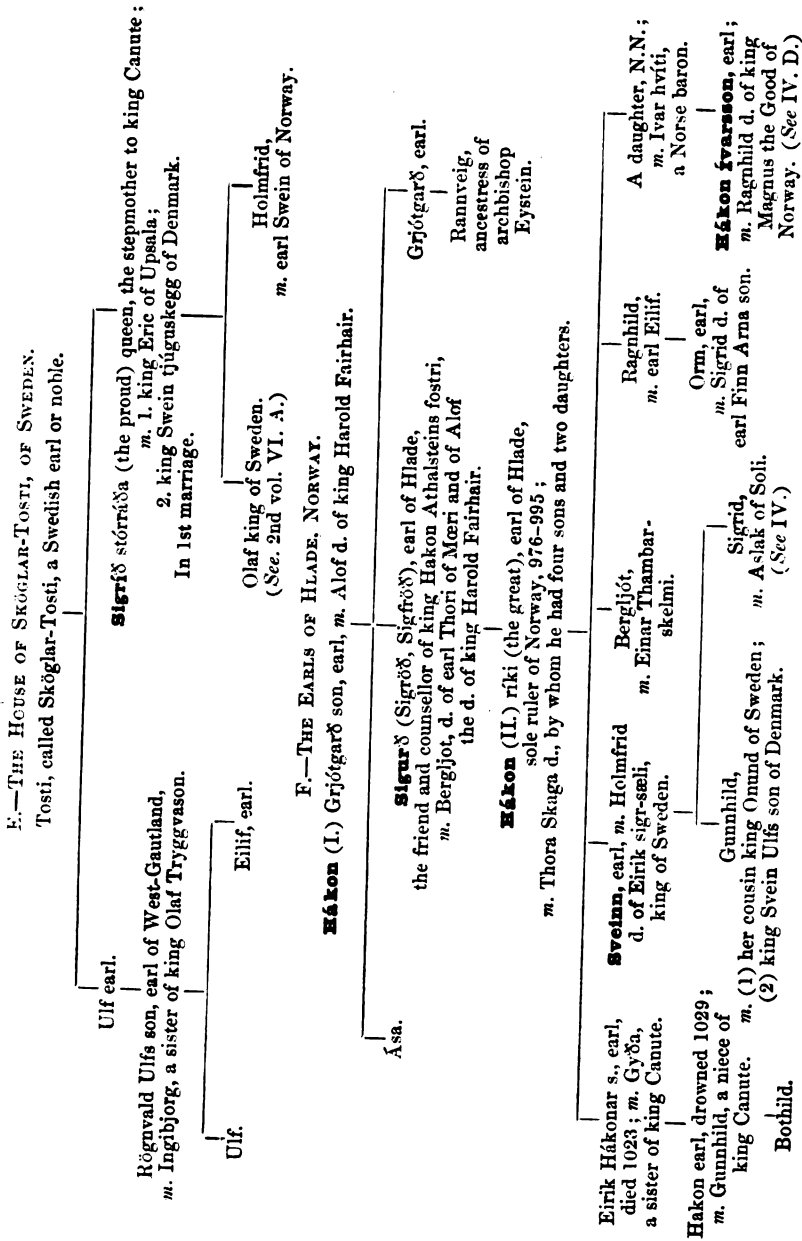 E.—THE HOUSE OF SKÖGLAR-TOSTI, OF SWEDEN.
Tosti, called Sköglar-Tosti, a Swedish earl or noble.
Ulf earl.
Rögnvald Ulfs son, earl of West-Gautland,
m. Ingibjorg, a sister of king Olaf Tryggvason.
Ulf.
Eilif, earl.
Sigríð stórráða (the proud) queen, the stepmother to king Canute;
m. 1. king Eric of Upsala;
2. king Swein tjúguskegg of Denmark.
In 1st marriage.
Olaf king of Sweden.
(See. 2nd vol. VI. A.)
Holmfrid,
m. earl Swein of Norway.
F.—THE EARLS OF HLADE, NORWAY.
Hákon (I.) Grjótgarð son, earl, m. Alof d. of king Harold Fairhair.
Ása.
Sigurð (Sigröð, Sigfröð), earl of Hlade,
the friend and counsellor of king Hakon Athalsteins fostri,
m. Bergljot, d. of earl Thori of Mœri and of Alof
the d. of king Harold Fairhair.
Grjótgarð, earl.
Rannveig,
ancestress of
archbishop
Eystein.
Hákon (II.) ríki (the great), earl of Hlade,
sole ruler of Norway, 976-995;
m. Thora Skaga d., by whom he had four sons and two daughters.
Eirik Hákonar s., earl,
died 1023; m. Gyða,
a sister of king Canute.
Hakon earl, drowned 1029;
m. Gunnhild, a niece of
king Canute.
Bothild.
Sveinn, earl, m. Holmfrid
d. of Eirik sigr-sæli,
king of Sweden.
Gunnhild,
m. (1) her cousin king Onund of Sweden;
(2) king Svein Ulfs son of Denmark.
Sigrid,
m. Aslak of Soli.
(See IV.)
Bergljót,
m. Einar Thambar-
skelmi.
Ragnhild,
m. earl Eilif.
Orm, earl,
m. Sigrid d. of
earl Finn Arna son.
A daughter, N.N.;
m. Ivar hvíti,
a Norse baron.
Hákon Ívarsson, earl;
m. Ragnhild d. of king
Magnus the Good of
Norway. (See IV. D.)